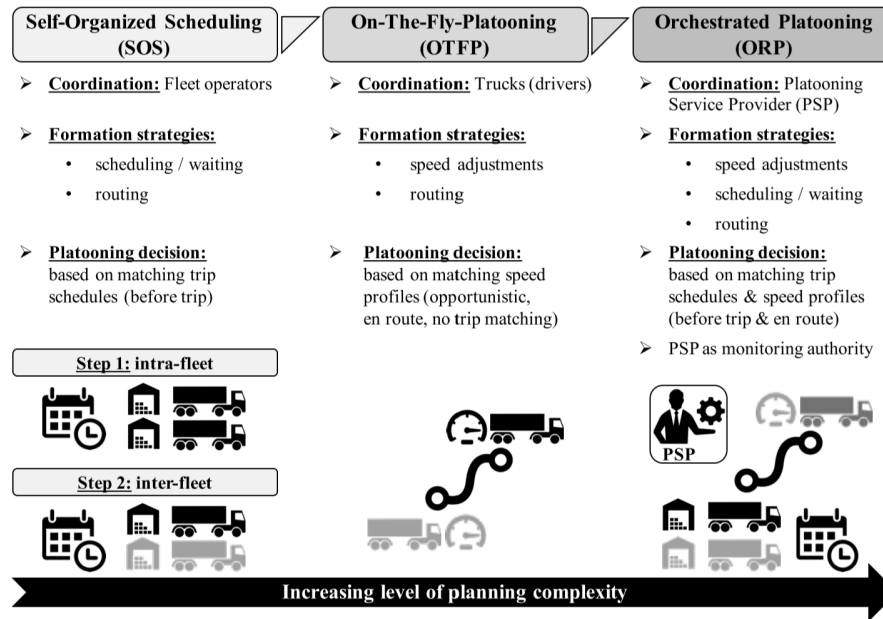 Self-Organized Scheduling
(SOS)
➢ Coordination: Fleet operators
➢ Formation strategies:
• scheduling / waiting
• routing
➢ Platooning decision:
based on matching trip
schedules (before trip)
Step 1: intra-fleet
Step 2: inter-fleet
On-The-Fly-Platooning
(OTFP)
➢ Coordination: Trucks (drivers)
➢ Formation strategies:
• speed adjustments
• routing
➢ Platooning decision:
based on matching speed
profiles (opportunistic,
en route, no trip matching)
Orchestrated Platooning
(ORP)
➢ Coordination: Platooning
Service Provider (PSP)
➢ Formation strategies:
• speed adjustments
• scheduling / waiting
• routing
➢ Platooning decision:
based on matching trip
schedules & speed profiles
(before trip & en route)
➢ PSP as monitoring authority
PSP
Increasing level of planning complexity